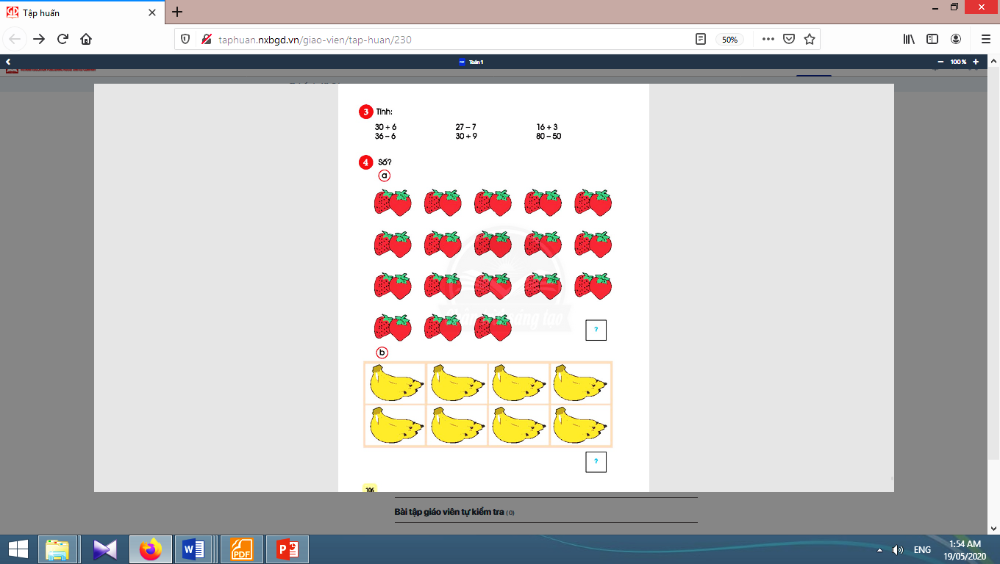 Tập huấn
taphuan.nxbgd.vn/giao-vien/tap-huan/230
50%
PDF Toán 1
100 %
3 Tính:
30 + 6 27 – 7 16 + 3
36 – 6 30 + 9 80 – 50
4 Số?
a
?
b
?
106
Bài tập giáo viên tự kiểm tra (0)
W
PDF
P
ENG
1:54 AM
19/05/2020